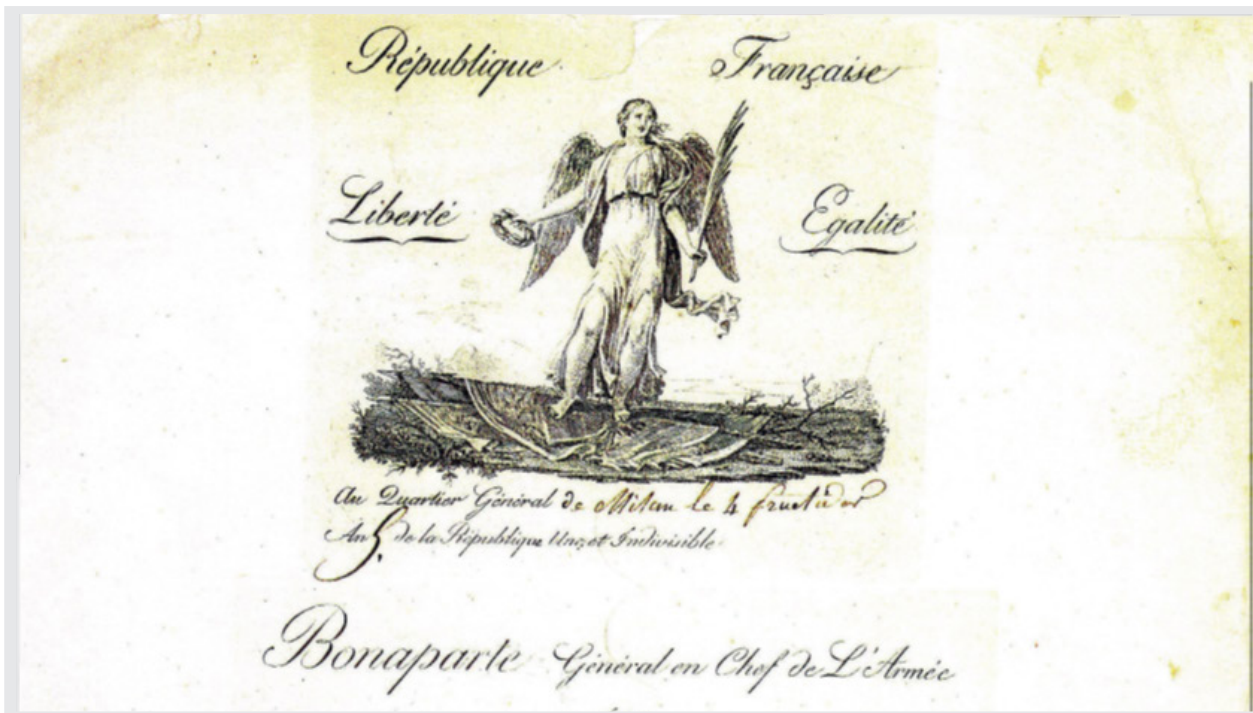 République Française
Liberté Egalité
Au Quartier Général de Milan le 4 fructidor
An 5. de la République Une, et Indivisible
Bonaparte Général en Chef de L'Armée